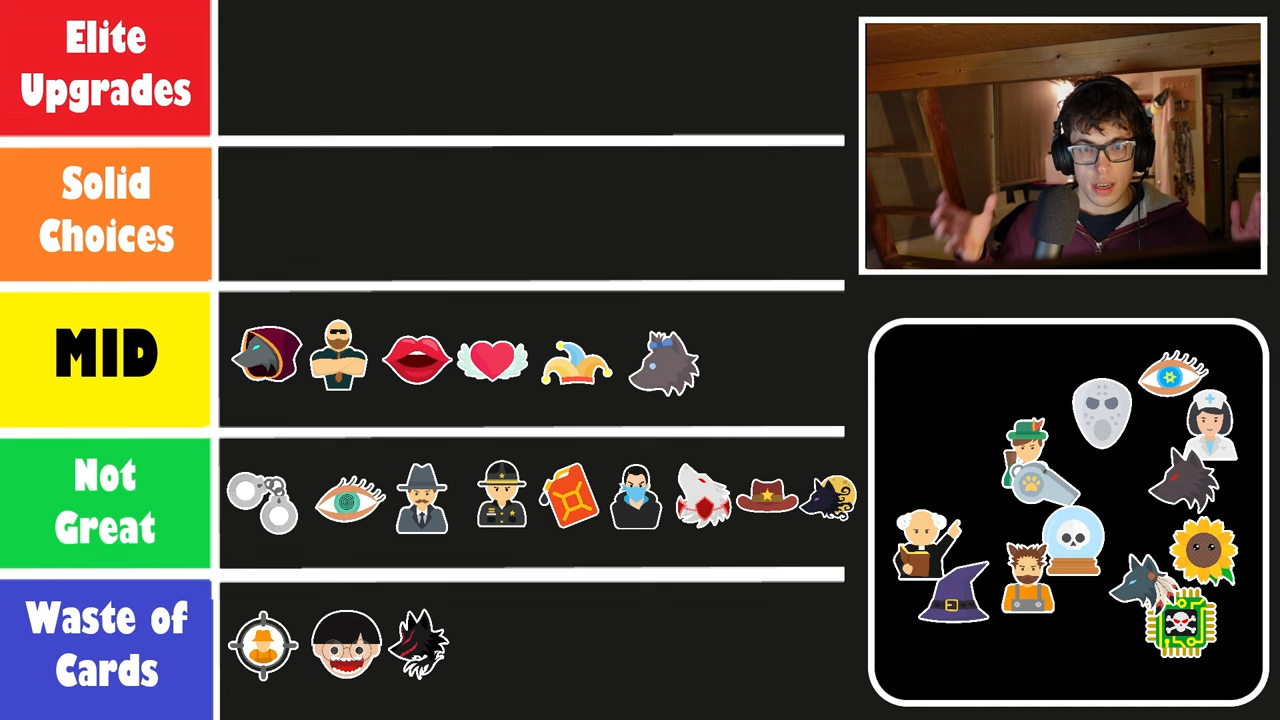 Elite
Upgrades
Solid
Choices
MID
Not
Great
Waste of
Cards